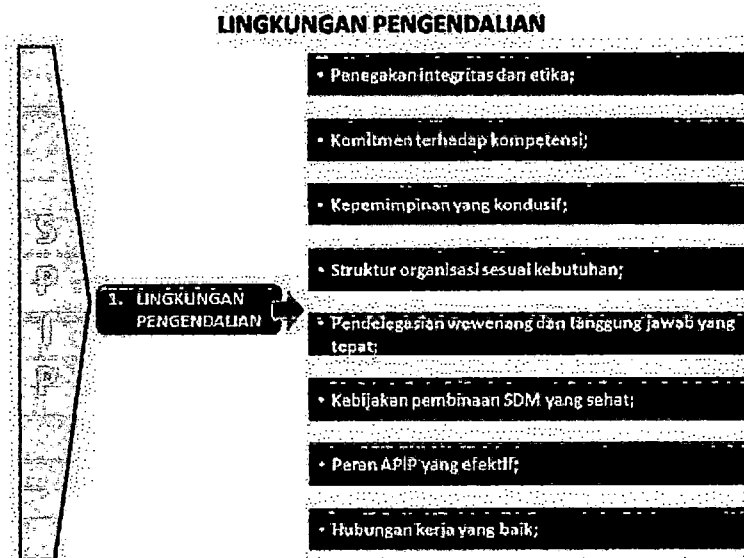 LINGKUNGAN PENGENDALIAN
SPIP
1. LINGKUNGAN
PENGENDALIAN
• Penegakan integritas dan etika;
• Komitmen terhadap kompetensi;
• Kepemimpinan yang kondusif;
• Struktur organisasi sesuai kebutuhan;
• Pendelegasian wewenang dan tanggung jawab yang
tepat;
• Kebijakan pembinaan SDM yang sehat;
• Peran APIP yang efektif;
• Hubungan kerja yang baik;